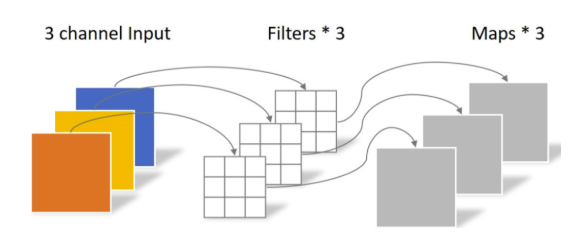 3 channel Input
Filters * 3
Maps * 3